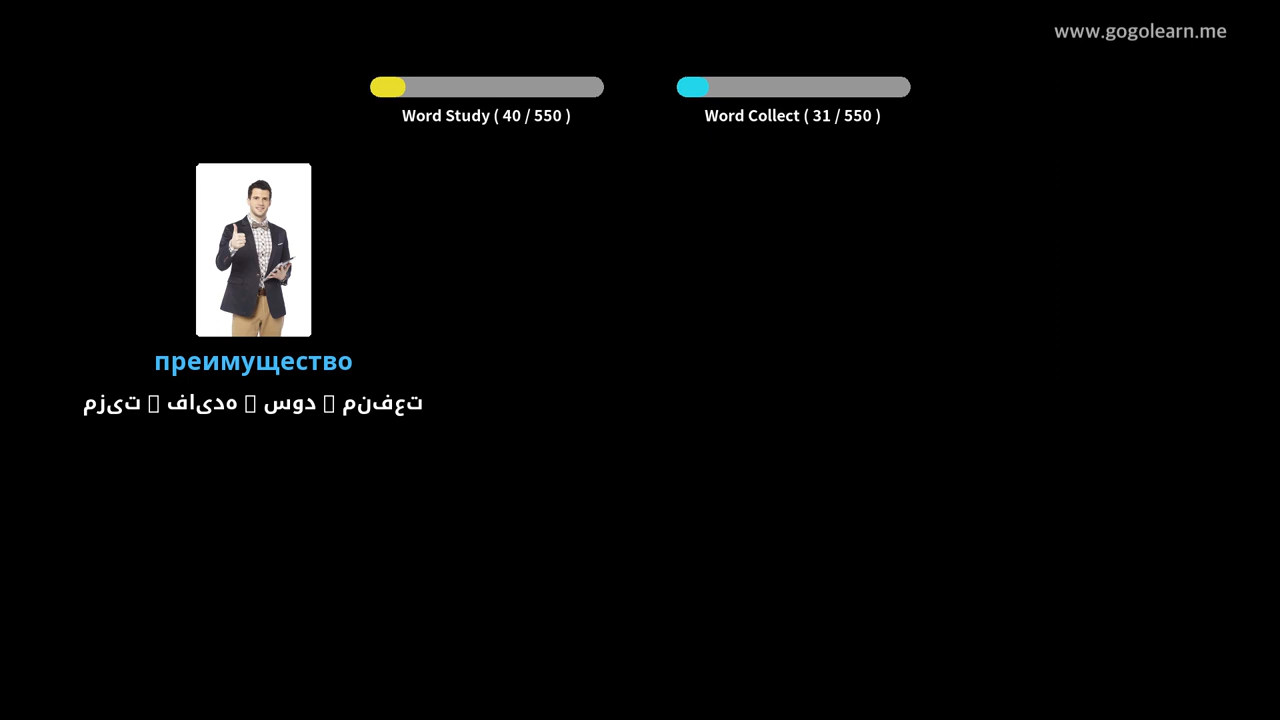 www.gogolearn.me
Word Study ( 40 / 550 )
Word Collect ( 31 / 550 )
преимущество
مزیت ▯ فایده ▯ سود ▯ منفعت